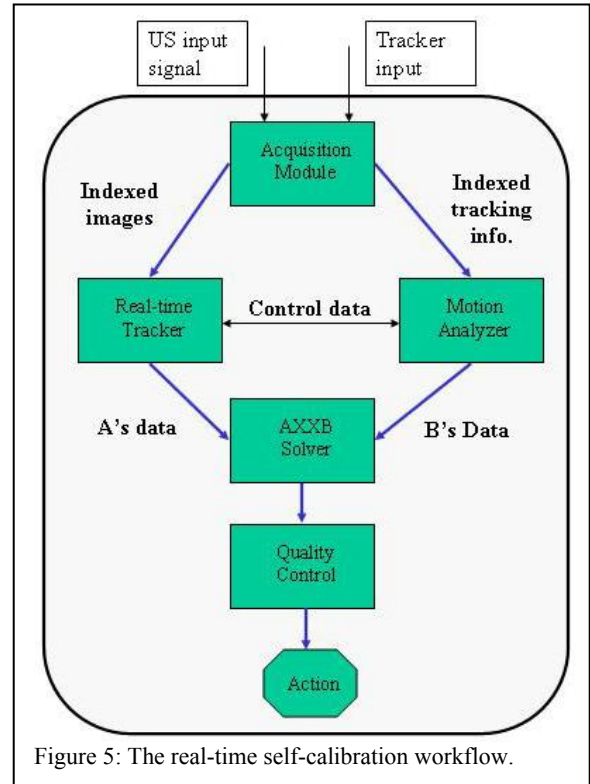 US input
signal
Tracker
input
Acquisition
Module
Indexed
images
Indexed
tracking
info.
Real-time
Tracker
Control data
Motion
Analyzer
A's data
AXXB
Solver
B's Data
Quality
Control
Action
Figure 5: The real-time self-calibration workflow.